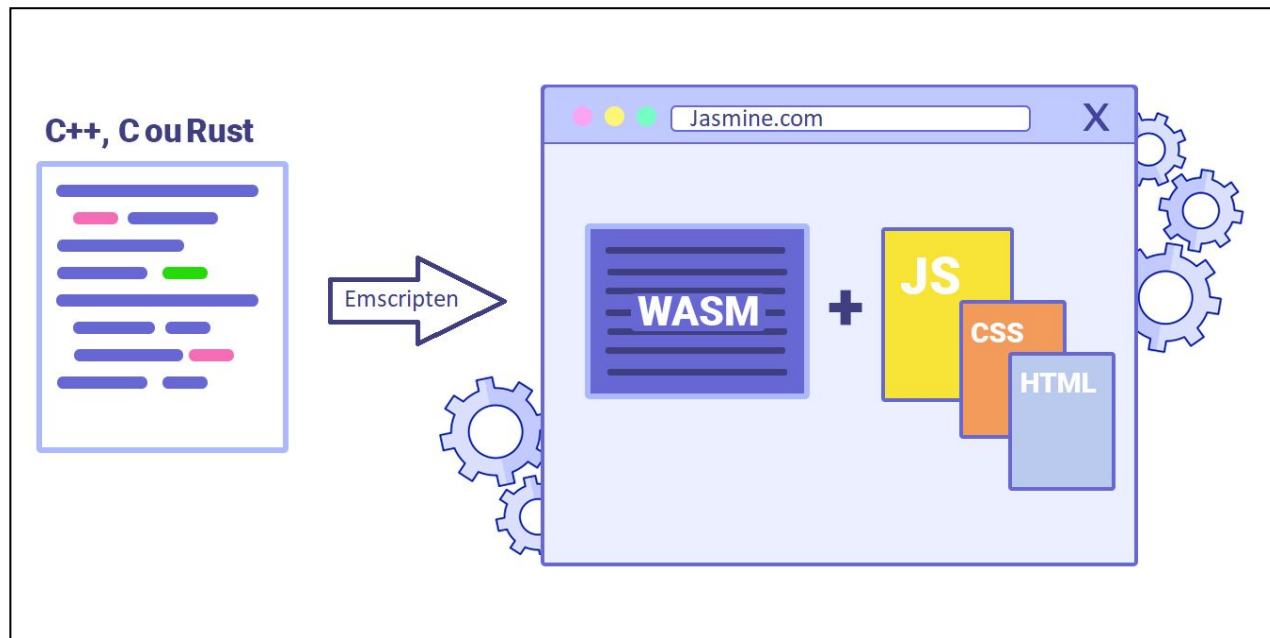 C++, C ou Rust
Emscripten
Jasmine.com
X
WASM
+
JS
CSS
HTML